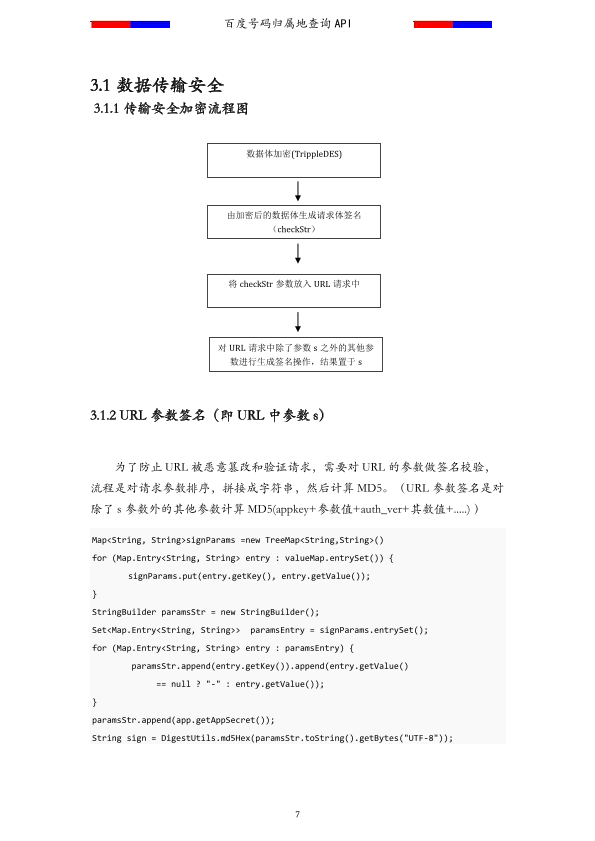 百度号码归属地查询 API
3.1 数据传输安全
3.1.1 传输安全加密流程图
数据体加密(TrippleDES)
由加密后的数据体生成请求体签名
（checkStr）
将 checkStr 参数放入 URL 请求中
对 URL 请求中除了参数 s 之外的其他参
数进行生成签名操作，结果置于 s
3.1.2 URL 参数签名（即 URL 中参数 s）
为了防止 URL 被恶意篡改和验证请求，需要对 URL 的参数做签名校验，
流程是对请求参数排序，拼接成字符串，然后计算 MD5。（URL 参数签名是对
除了 s 参数外的其他参数计算 MD5(appkey+参数值+auth_ver+其数值+.....) ）
Map<String, String>signParams =new TreeMap<String,String>()
for (Map.Entry<String, String> entry : valueMap.entrySet()) {
signParams.put(entry.getKey(), entry.getValue());
}
StringBuilder paramsStr = new StringBuilder();
Set<Map.Entry<String, String>>  paramsEntry = signParams.entrySet();
for (Map.Entry<String, String> entry : paramsEntry) {
paramsStr.append(entry.getKey()).append(entry.getValue()
== null ? "-" : entry.getValue());
}
paramsStr.append(app.getAppSecret());
String sign = DigestUtils.md5Hex(paramsStr.toString().getBytes("UTF-8"));
7